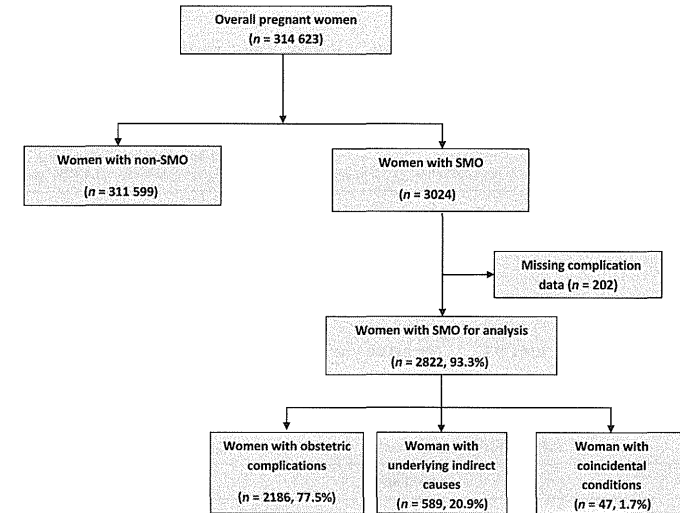 Overall pregnant women
(n = 314 623)
Women with non-SMO
(n = 311 599)
Women with SMO
(n = 3024)
Missing complication
data (n = 202)
Women with SMO for analysis
(n = 2822, 93.3%)
Women with obstetric
complications
(n = 2186, 77.5%)
Woman with
underlying indirect
causes
(n = 589, 20.9%)
Woman with
coincidental
conditions
(n = 47, 1.7%)